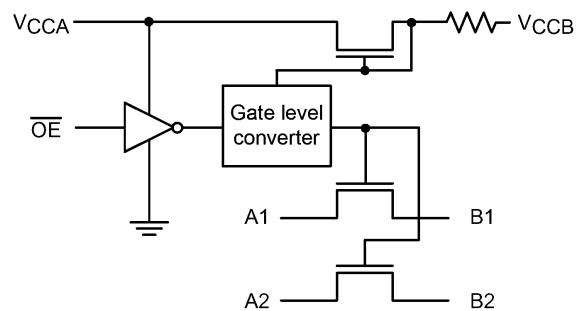 VCCA
VCCB
OE
Gate level
converter
A1
B1
A2
B2